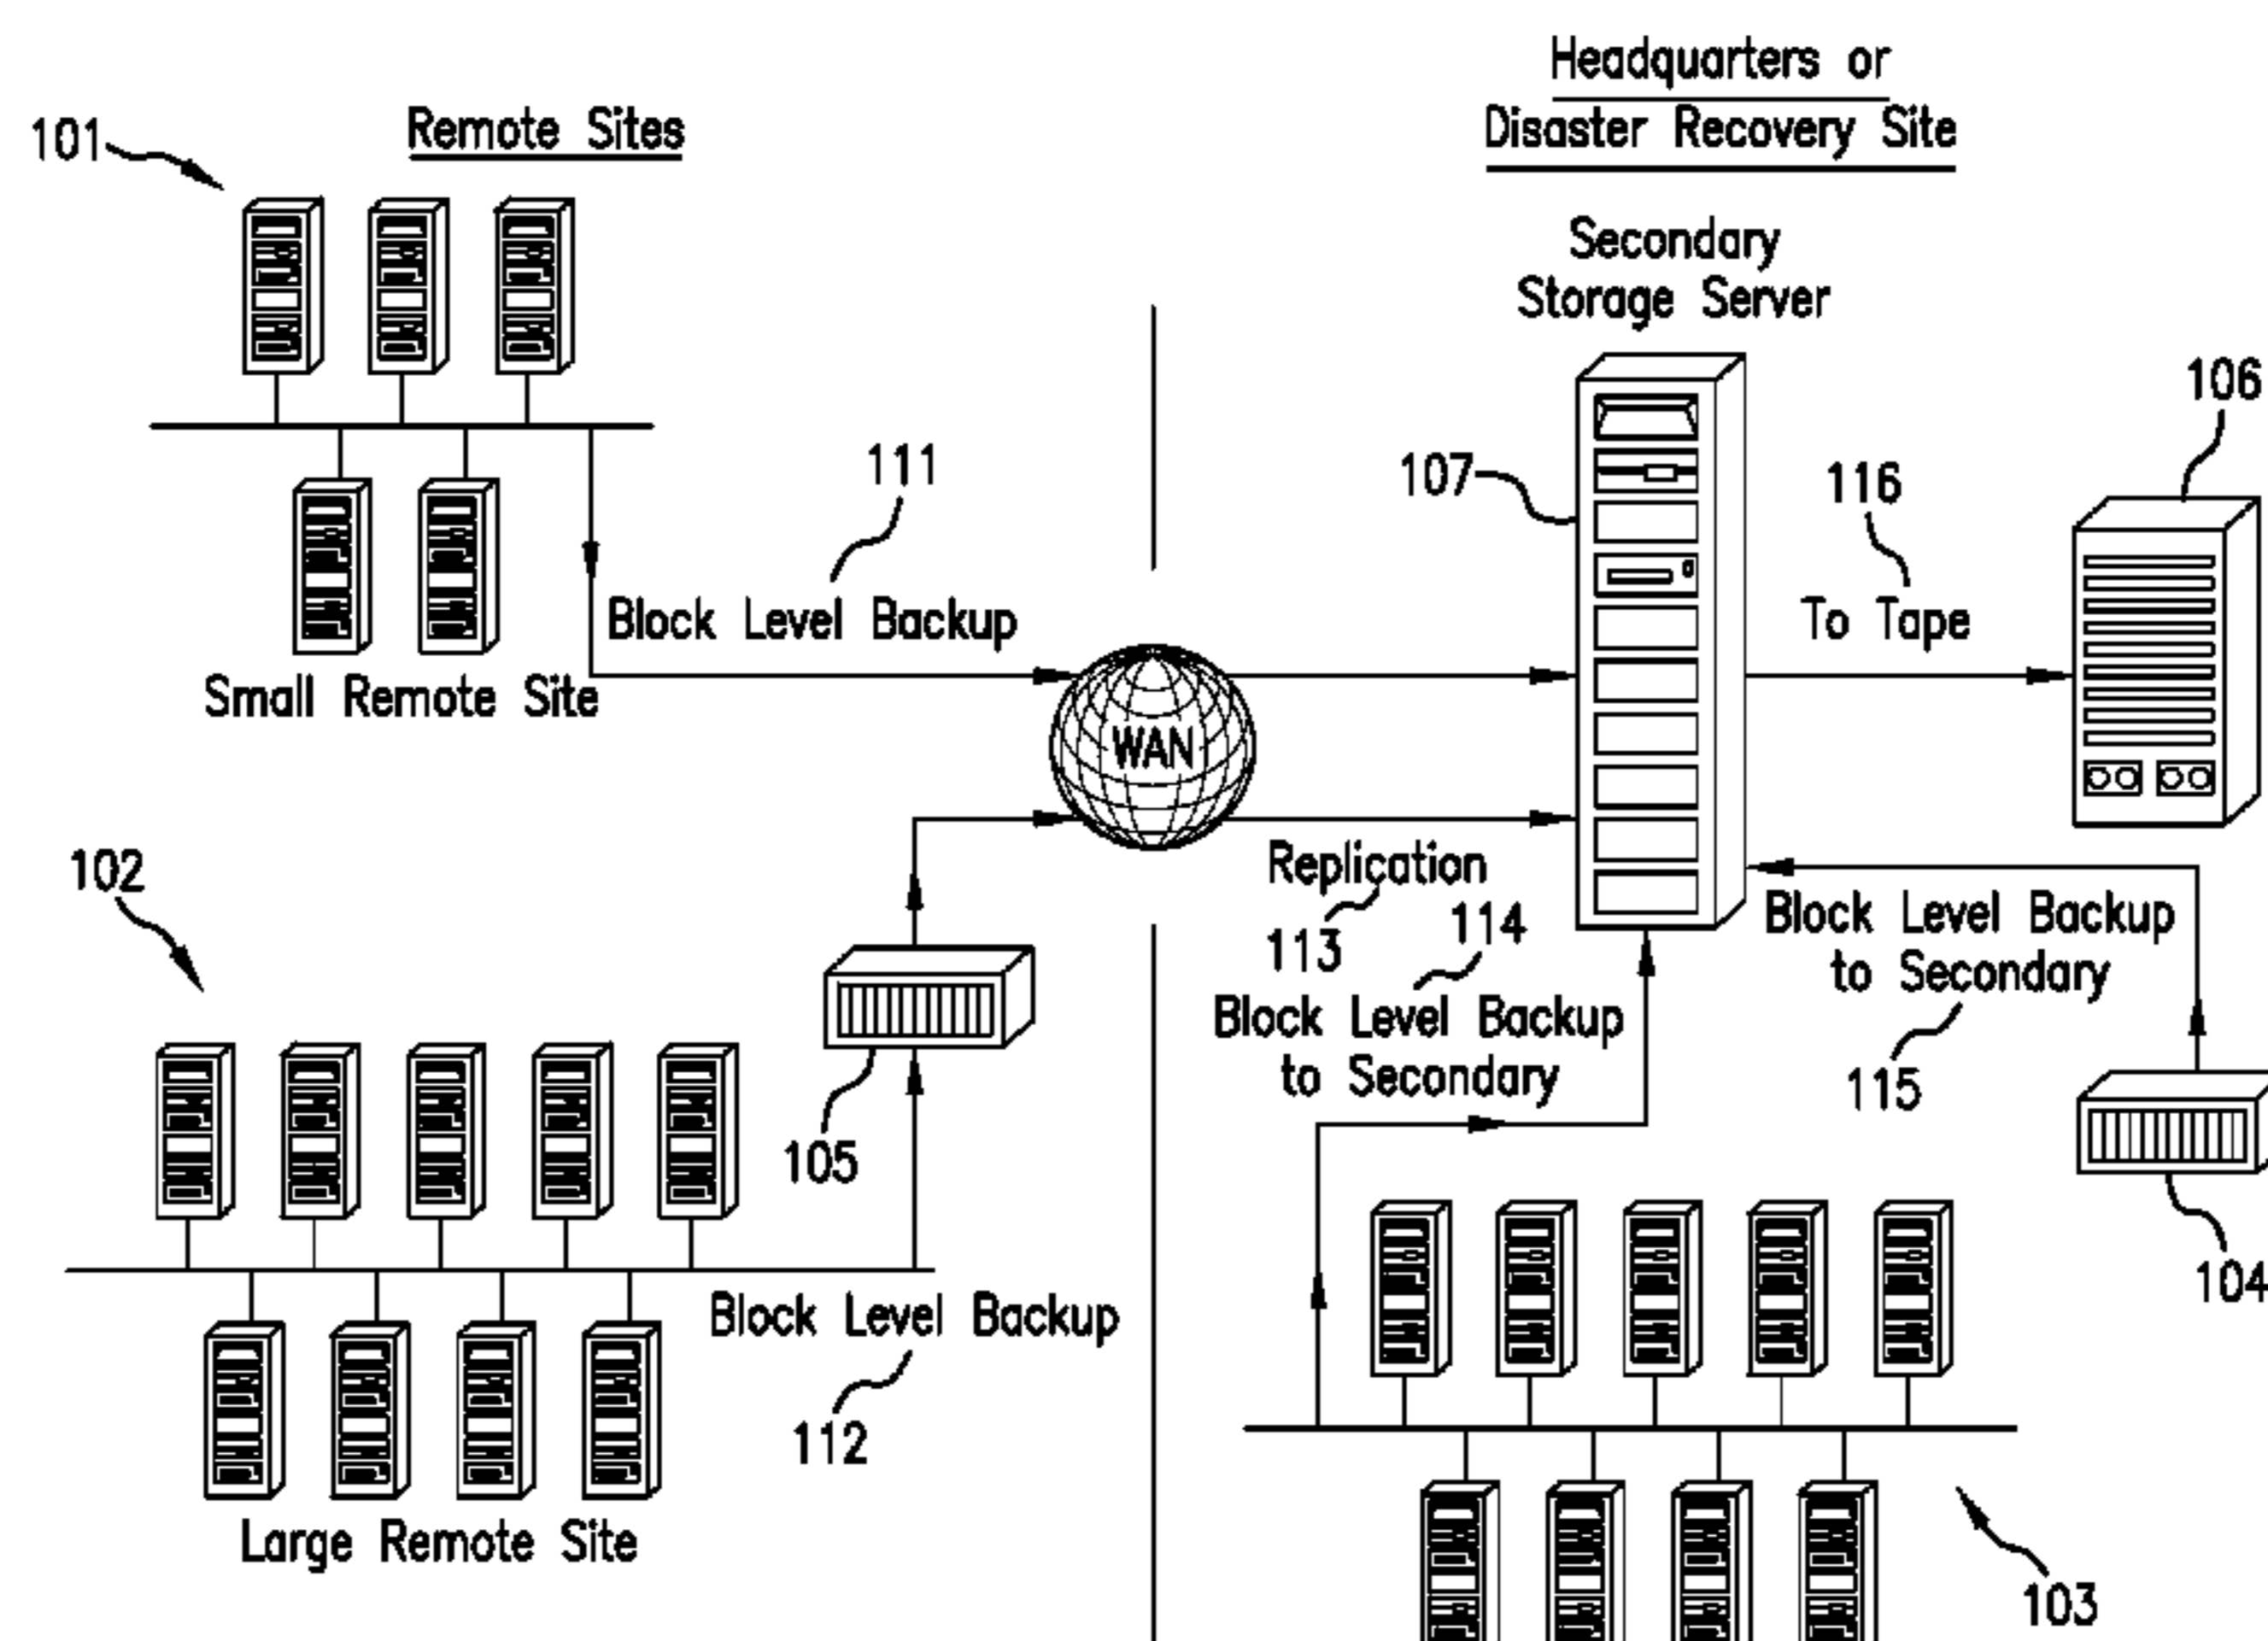 Headquarters or
Disaster Recovery Site
Remote Sites
101
Secondary
Storage Server
106
111
107
116
Block Level Backup
To Tape
Small Remote Site
WAN
102
Replication
113
114
Block Level Backup
to Secondary
Block Level Backup
to Secondary
115
105
104
Block Level Backup
112
Large Remote Site
103